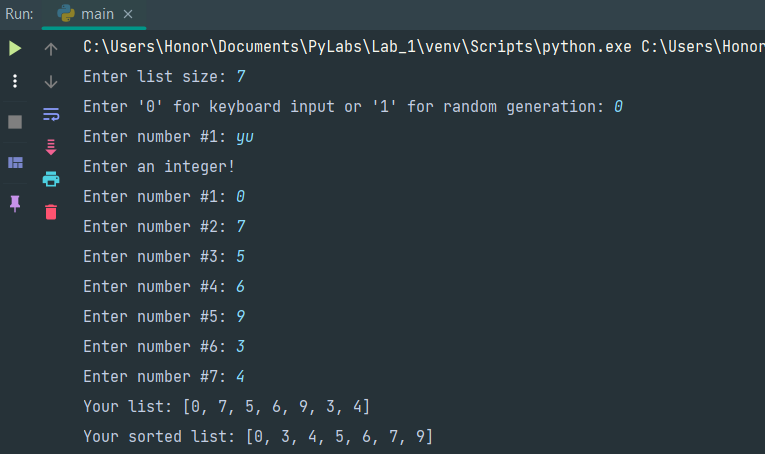 Run: main ×
C:\Users\Honor\Documents\PyLabs\Lab_1\venv\Scripts\python.exe C:\Users\Honor
Enter list size: 7
Enter '0' for keyboard input or '1' for random generation: 0
Enter number #1: yu
Enter an integer!
Enter number #1: 0
Enter number #2: 7
Enter number #3: 5
Enter number #4: 6
Enter number #5: 9
Enter number #6: 3
Enter number #7: 4
Your list: [0, 7, 5, 6, 9, 3, 4]
Your sorted list: [0, 3, 4, 5, 6, 7, 9]